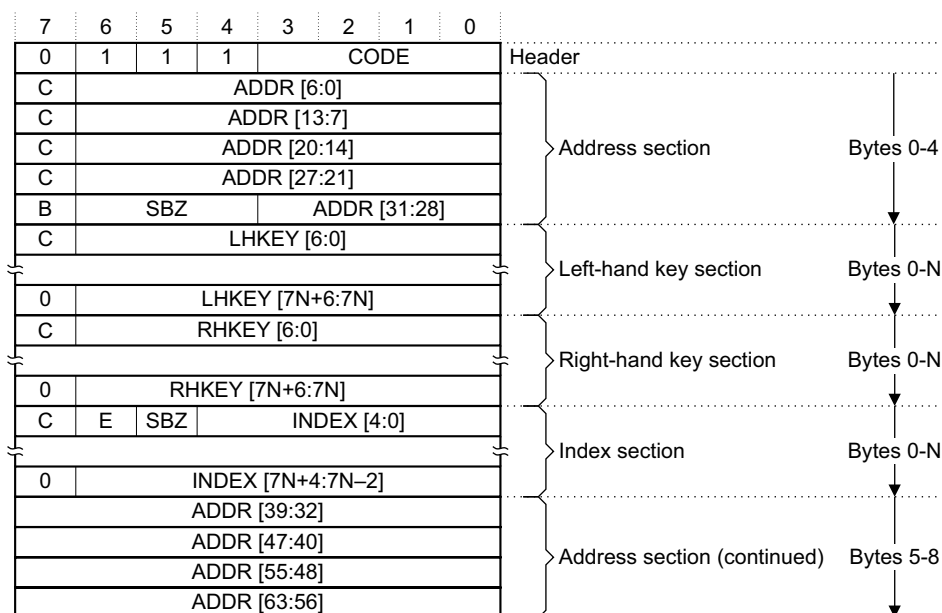 7 6 5 4 3 2 1 0
0 1 1 1 CODE Header
C ADDR [6:0]
C ADDR [13:7]
C ADDR [20:14] Address section Bytes 0-4
C ADDR [27:21]
B SBZ ADDR [31:28]
C LHKEY [6:0]
Left-hand key section Bytes 0-N
0 LHKEY [7N+6:7N]
C RHKEY [6:0]
Right-hand key section Bytes 0-N
0 RHKEY [7N+6:7N]
C E SBZ INDEX [4:0]
Index section Bytes 0-N
0 INDEX [7N+4:7N–2]
ADDR [39:32]
ADDR [47:40]
Address section (continued) Bytes 5-8
ADDR [55:48]
ADDR [63:56]